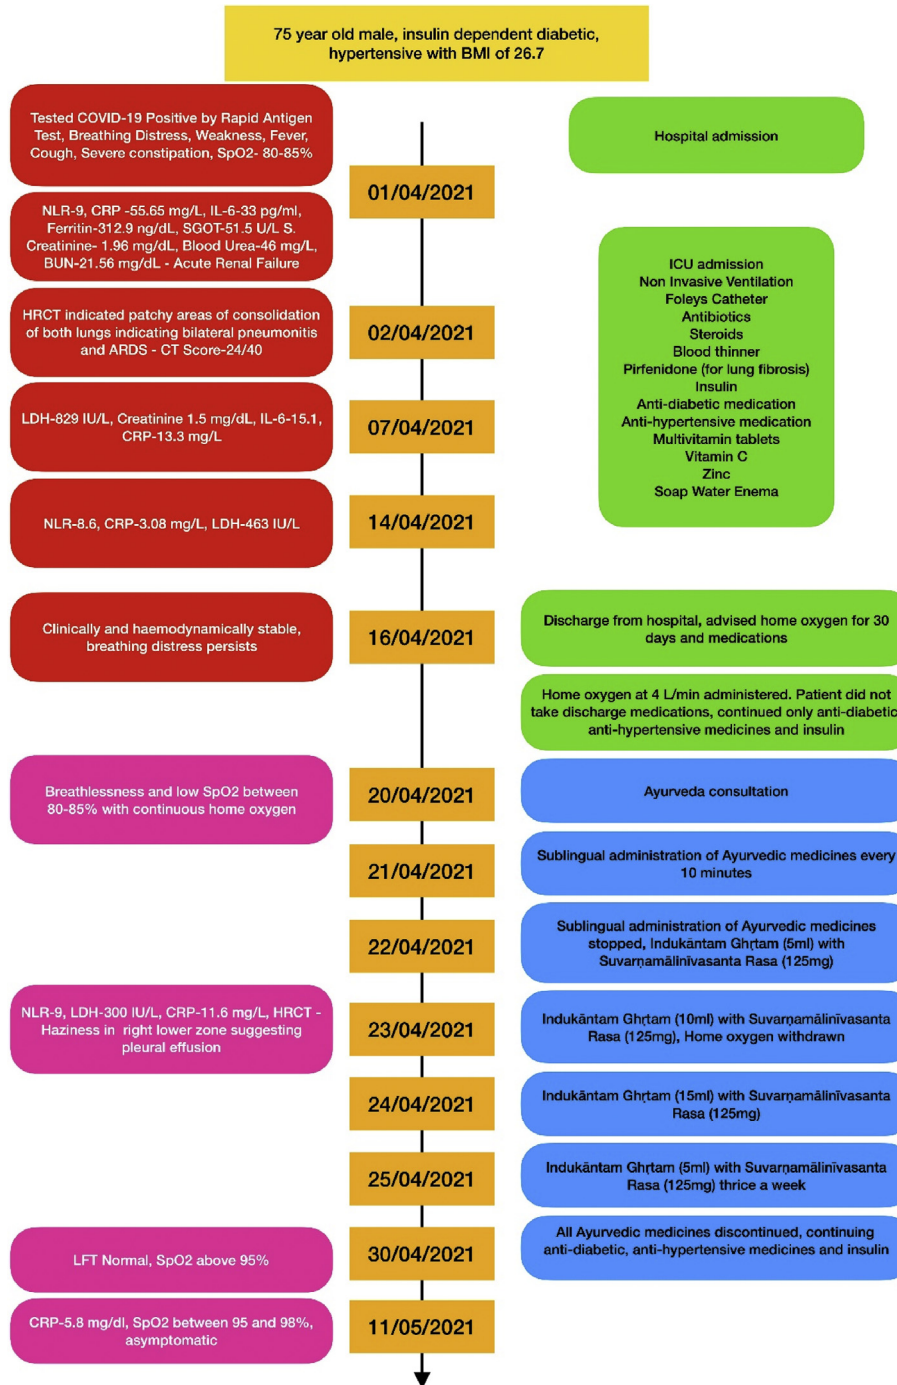 75 year old male, insulin dependent diabetic,
hypertensive with BMI of 26.7
Tested COVID-19 Positive by Rapid Antigen
Test, Breathing Distress, Weakness, Fever,
Cough, Severe constipation, SpO2- 80-85%
Hospital admission
01/04/2021
NLR-9, CRP -55.65 mg/L, IL-6-33 pg/ml,
Ferritin-312.9 ng/dL, SGOT-51.5 U/L S.
Creatinine- 1.96 mg/dL, Blood Urea-46 mg/L,
BUN-21.56 mg/dL - Acute Renal Failure
ICU admission
Non Invasive Ventilation
Foleys Catheter
Antibiotics
Steroids
Blood thinner
Pirfenidone (for lung fibrosis)
Insulin
Anti-diabetic medication
Anti-hypertensive medication
Multivitamin tablets
Vitamin C
Zinc
Soap Water Enema
HRCT indicated patchy areas of consolidation
of both lungs indicating bilateral pneumonitis
and ARDS - CT Score-24/40
02/04/2021
LDH-829 IU/L, Creatinine 1.5 mg/dL, IL-6-15.1,
CRP-13.3 mg/L
07/04/2021
NLR-8.6, CRP-3.08 mg/L, LDH-463 IU/L
14/04/2021
Clinically and haemodynamically stable,
breathing distress persists
16/04/2021
Discharge from hospital, advised home oxygen for 30
days and medications
Home oxygen at 4 L/min administered. Patient did not
take discharge medications, continued only anti-diabetic,
anti-hypertensive medicines and insulin
Breathlessness and low SpO2 between
80-85% with continuous home oxygen
20/04/2021
Ayurveda consultation
21/04/2021
Sublingual administration of Ayurvedic medicines every
10 minutes
22/04/2021
Sublingual administration of Ayurvedic medicines
stopped, Indukāntam Ghṛtam (5ml) with
Suvarṇamālinīvasanta Rasa (125mg)
NLR-9, LDH-300 IU/L, CRP-11.6 mg/L, HRCT -
Haziness in right lower zone suggesting
pleural effusion
23/04/2021
Indukāntam Ghṛtam (10ml) with Suvarṇamālinīvasanta
Rasa (125mg), Home oxygen withdrawn
24/04/2021
Indukāntam Ghṛtam (15ml) with Suvarṇamālinīvasanta
Rasa (125mg)
25/04/2021
Indukāntam Ghṛtam (5ml) with Suvarṇamālinīvasanta
Rasa (125mg) thrice a week
LFT Normal, SpO2 above 95%
30/04/2021
All Ayurvedic medicines discontinued, continuing
anti-diabetic, anti-hypertensive medicines and insulin
CRP-5.8 mg/dl, SpO2 between 95 and 98%,
asymptomatic
11/05/2021